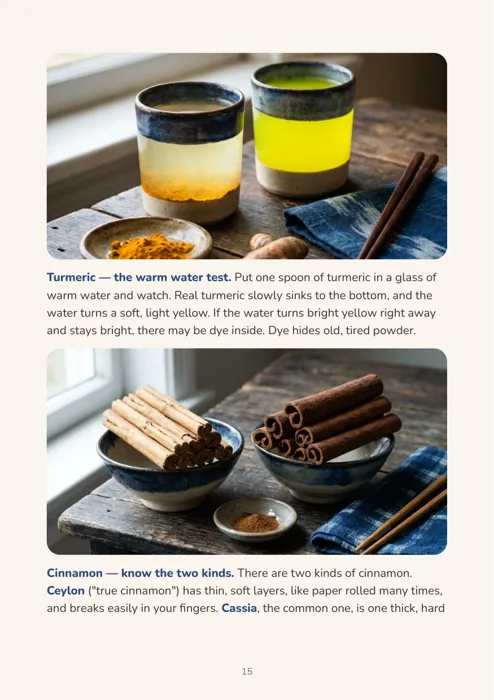 Turmeric — the warm water test. Put one spoon of turmeric in a glass of
warm water and watch. Real turmeric slowly sinks to the bottom, and the
water turns a soft, light yellow. If the water turns bright yellow right away
and stays bright, there may be dye inside. Dye hides old, tired powder.
Cinnamon — know the two kinds. There are two kinds of cinnamon.
Ceylon ("true cinnamon") has thin, soft layers, like paper rolled many times,
and breaks easily in your fingers. Cassia, the common one, is one thick, hard
15